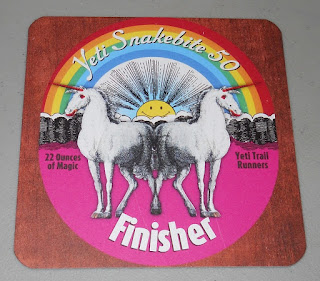 Yeti Snakebite 50
22 Ounces
of Magic
Yeti Trail
Runners
Finisher